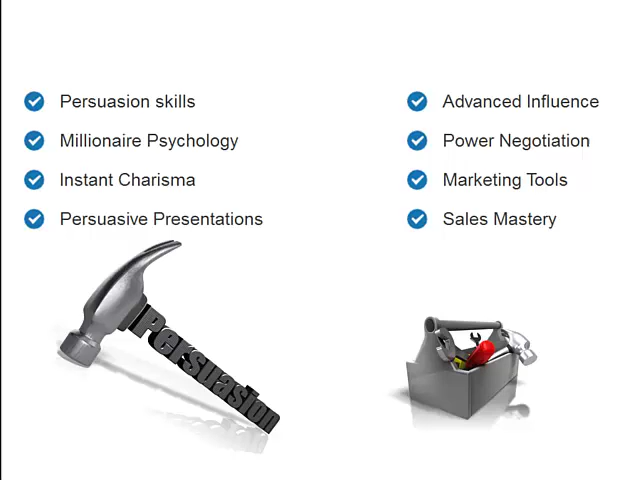 Persuasion skills
Millionaire Psychology
Instant Charisma
Persuasive Presentations
Advanced Influence
Power Negotiation
Marketing Tools
Sales Mastery
Persuasion